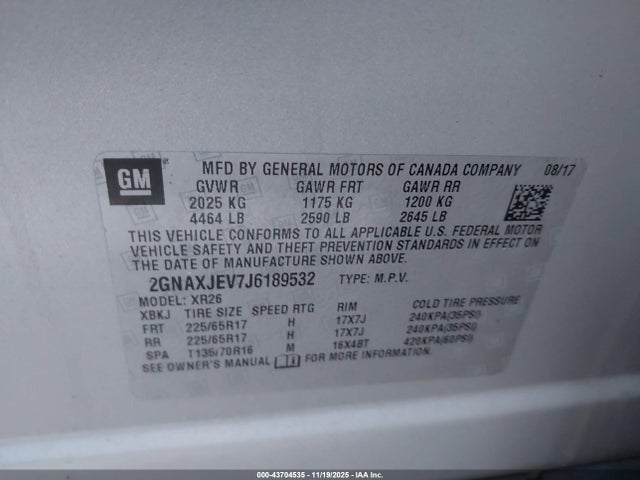 GM
MFD BY GENERAL MOTORS OF CANADA COMPANY 08/17
GVWR GAWR FRT GAWR RR
2025 KG 1175 KG 1200 KG
4464 LB 2590 LB 2645 LB
THIS VEHICLE CONFORMS TO ALL APPLICABLE U.S. FEDERAL MOTOR
VEHICLE SAFETY AND THEFT PREVENTION STANDARDS IN EFFECT ON
THE DATE OF MANUFACTURE SHOWN ABOVE.
2GNAXJEV7J6189532 TYPE: M.P.V.
MODEL: XR26
XBKJ TIRE SIZE SPEED RTG RIM COLD TIRE PRESSURE
FRT 225/65R17 H 17X7J 240KPA(35PSI)
RR 225/65R17 H 17X7J 240KPA(35PSI)
SPA T135/70R16 M 16X4BT 420KPA(60PSI)
SEE OWNER'S MANUAL FOR MORE INFORMATION.
000-43704535 - 11/19/2025 - IAA Inc.